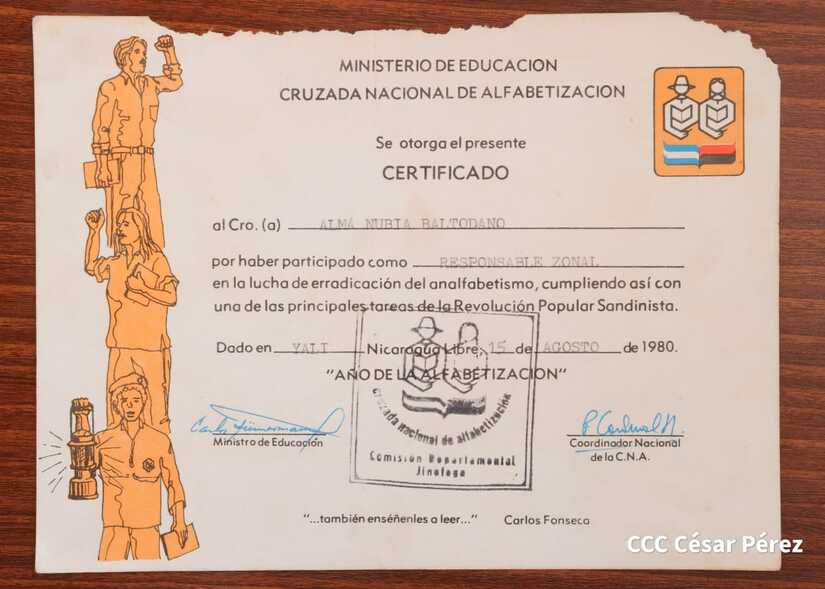 MINISTERIO DE EDUCACION
CRUZADA NACIONAL DE ALFABETIZACION
Se otorga el presente
CERTIFICADO
al Cro. (a) ALMA NUBIA BALTODANO
por haber participado como RESPONSABLE ZONAL
en la lucha de erradicación del analfabetismo, cumpliendo así con
una de las principales tareas de la Revolución Popular Sandinista.
Dado en YALI Nicaragua Libre, 15 de AGOSTO de 1980.
"AÑO DE LA ALFABETIZACION"
Cruzada nacional de alfabetización
Comisión Departamental
Jinotega
Ministro de Educación
P Cardenal
Coordinador Nacional
de la C.N.A.
"...también enséñenles a leer..." Carlos Fonseca
CCC César Pérez